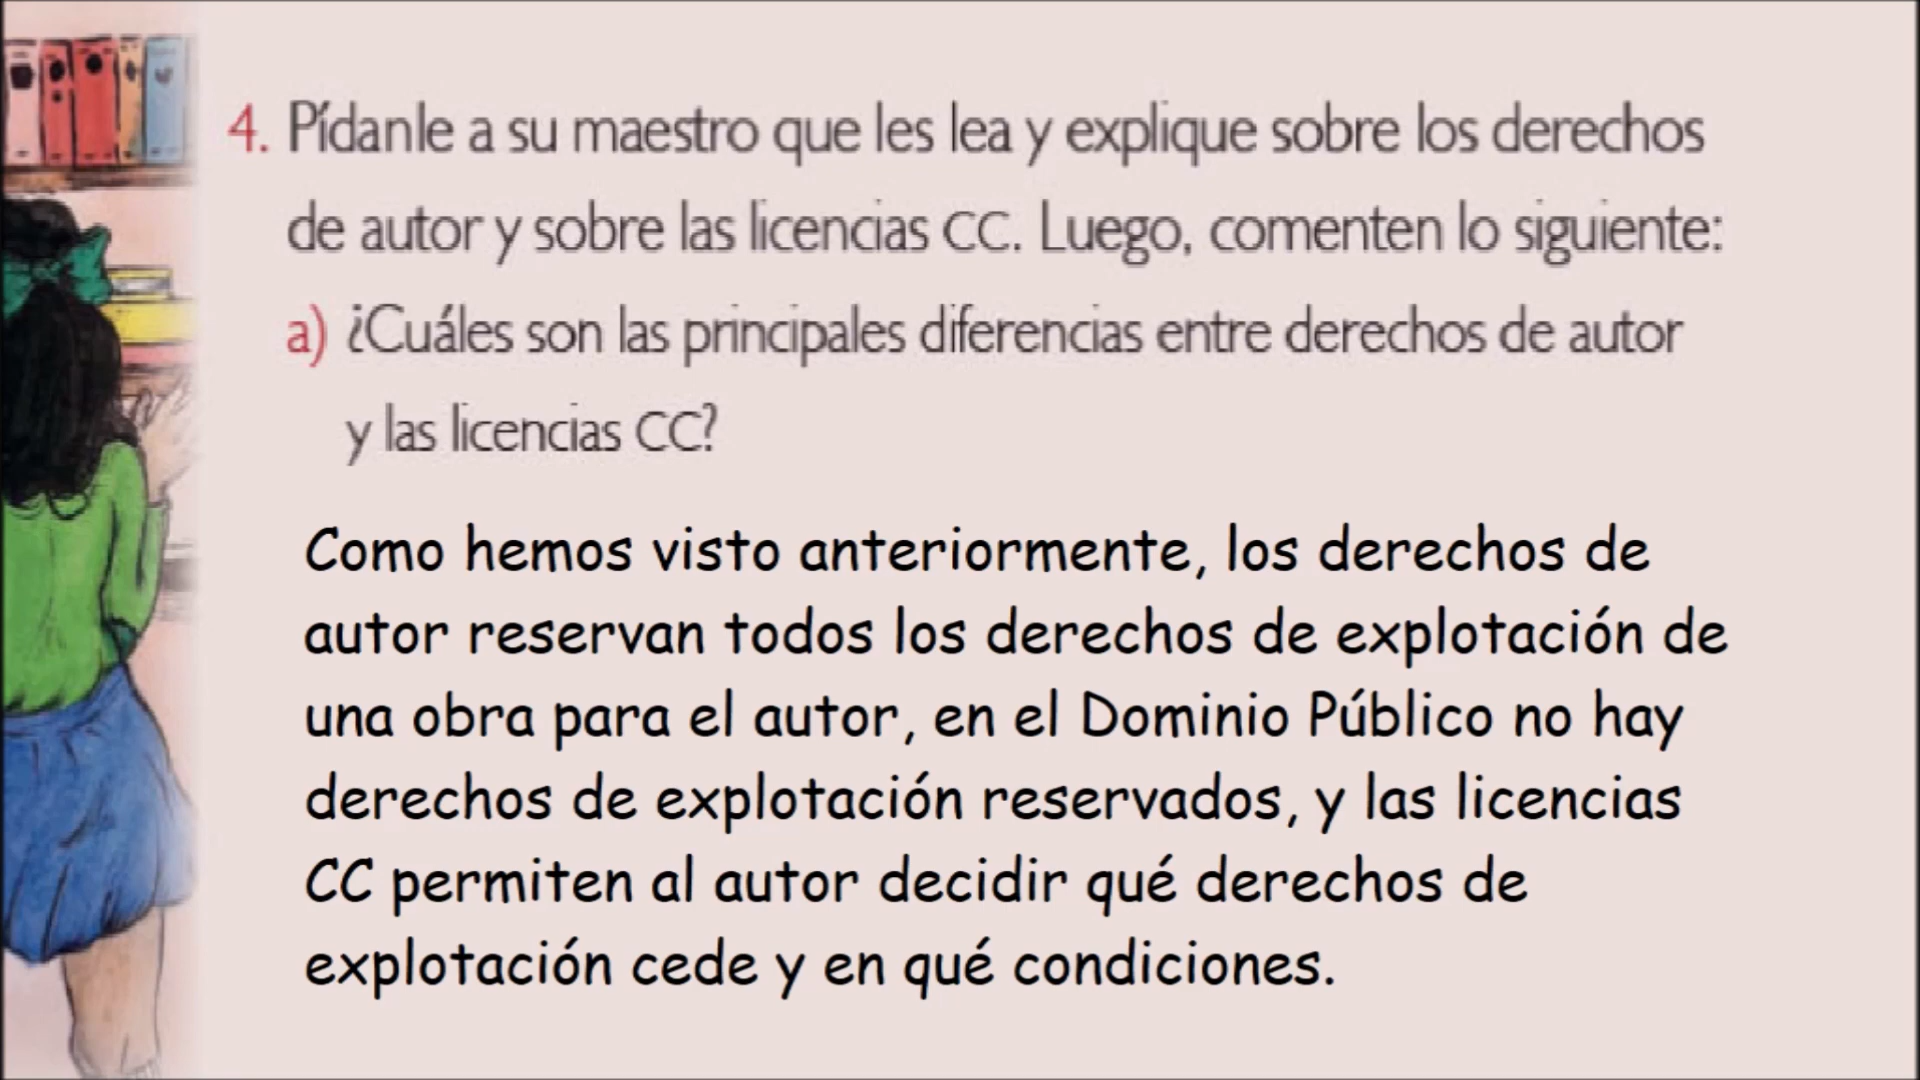 4. Pídanle a su maestro que les lea y explique sobre los derechos
de autor y sobre las licencias CC. Luego, comenten lo siguiente:
a) ¿Cuáles son las principales diferencias entre derechos de autor
y las licencias CC?
Como hemos visto anteriormente, los derechos de
autor reservan todos los derechos de explotación de
una obra para el autor, en el Dominio Público no hay
derechos de explotación reservados, y las licencias
CC permiten al autor decidir qué derechos de
explotación cede y en qué condiciones.